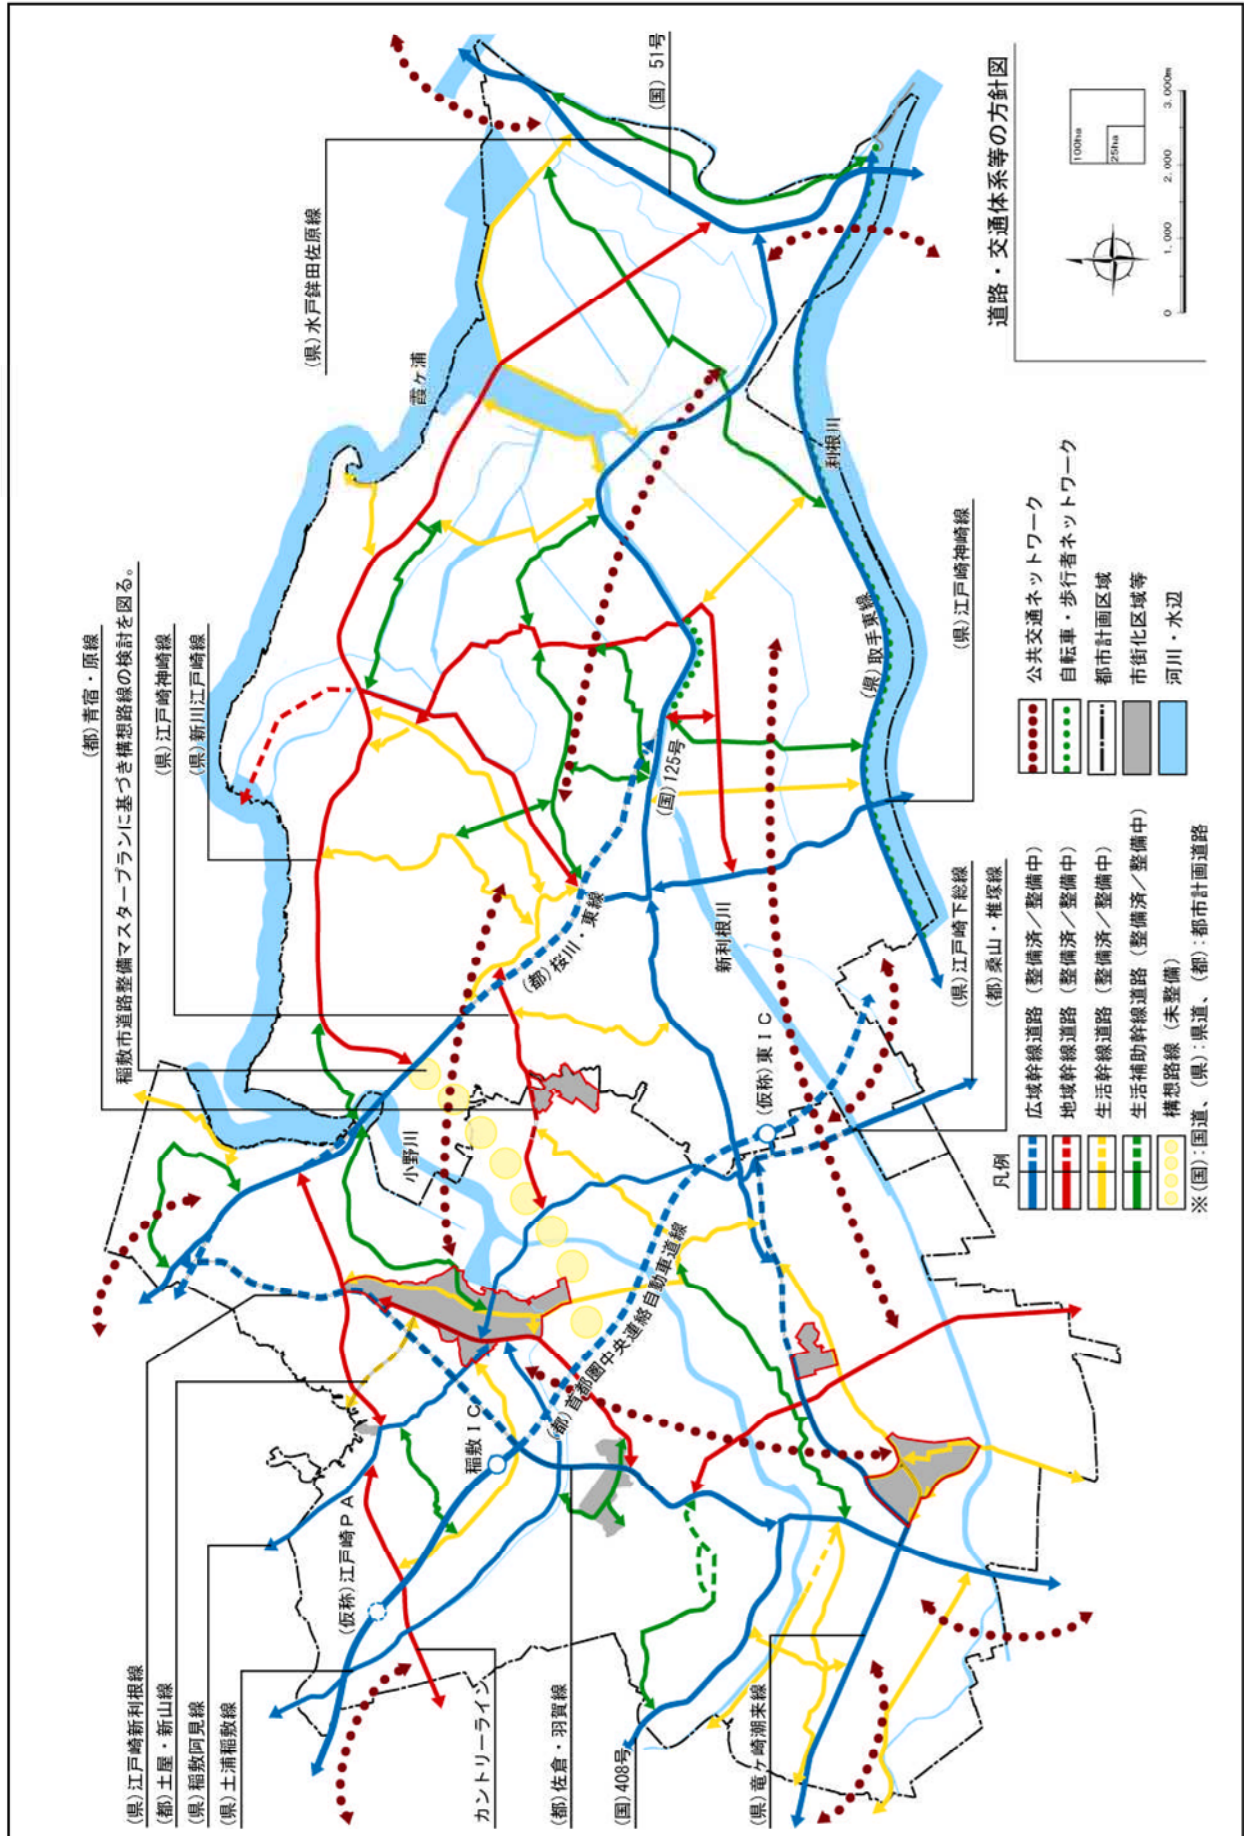 道路・交通体系等の方針図
100ha
25ha
0
1,000
2,000
3,000m
(国) 51号
(県)水戸鉾田佐原線
霞ヶ浦
利根川
(県)取手東線
(県)江戸崎神崎線
稲敷市道路整備マスタープランに基づき構想路線の検討を図る。
(都)青宿・原線
(県)江戸崎神崎線
(県)新川江戸崎線
(国)125号
(都)桜川・東線
新利根川
小野川
(仮称)東IC
(県)江戸崎下総線
(都)桑山・椎塚線
(都)首都圏中央連絡自動車道線
稲敷IC
(仮称)江戸崎PA
(県)江戸崎新利根線
(都)土屋・新山線
(県)稲敷阿見線
(県)土浦稲敷線
カントリーライン
(都)佐倉・羽賀線
(国)408号
(県)竜ヶ崎潮来線
凡例
広域幹線道路(整備済/整備中)
地域幹線道路(整備済/整備中)
生活幹線道路(整備済/整備中)
生活補助幹線道路(整備済/整備中)
構想路線(未整備)
公共交通ネットワーク
自転車・歩行者ネットワーク
都市計画区域
市街化区域等
河川・水辺
※(国):国道、(県):県道、(都):都市計画道路